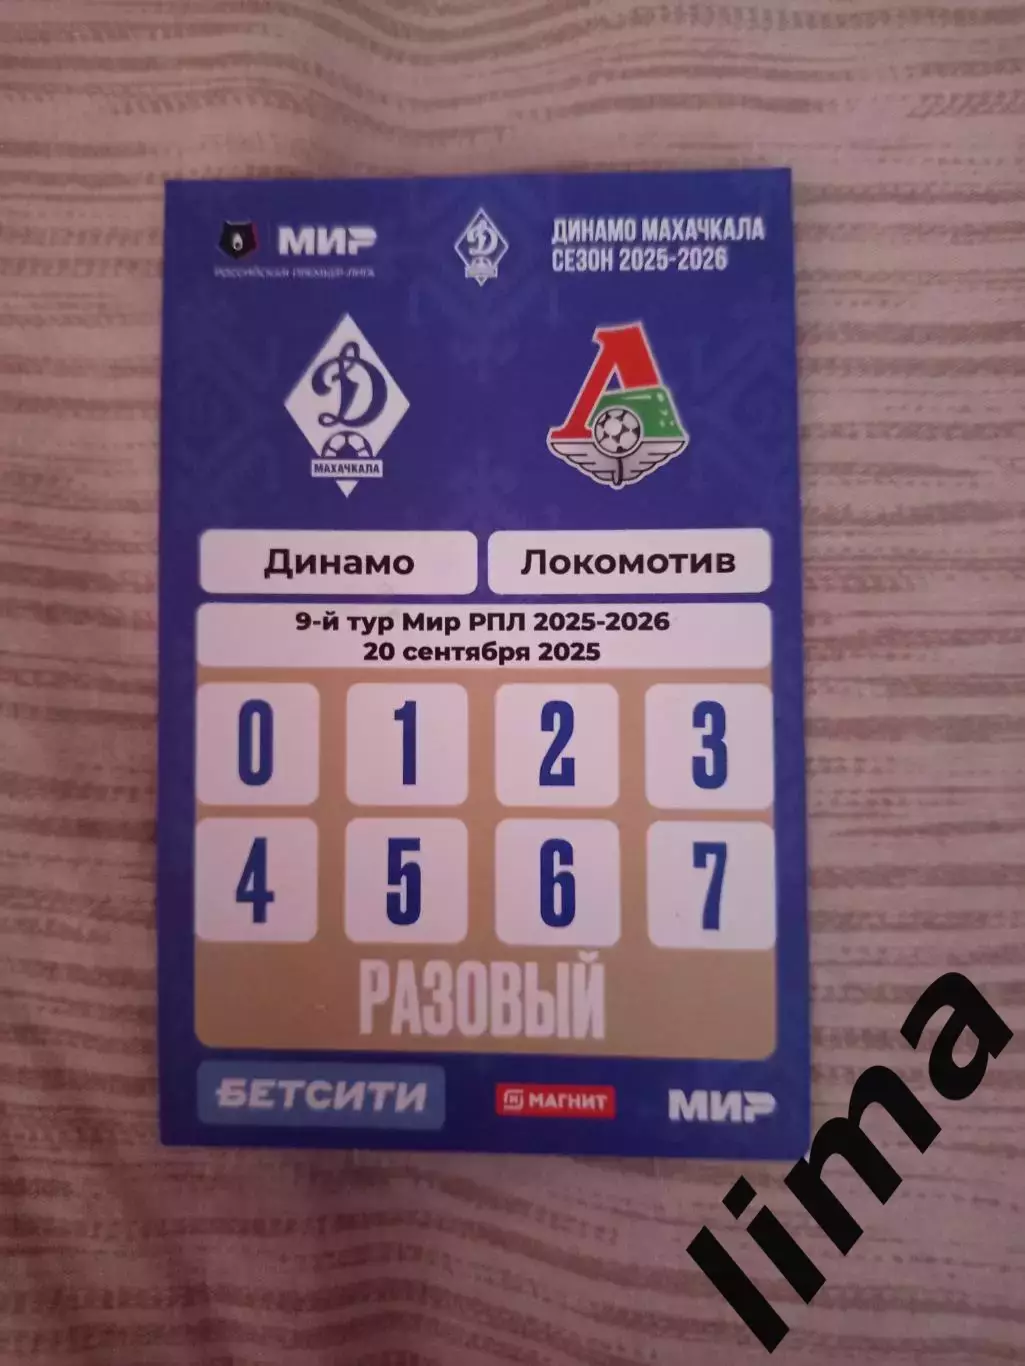 МИР
РОССИЙСКАЯ ПРЕМЬЕР-ЛИГА
Д
ДИНАМО МАХАЧКАЛА
СЕЗОН 2025-2026
Д
МАХАЧКАЛА
Л
Динамо
Локомотив
9-й тур Мир РПЛ 2025-2026
20 сентября 2025
0 1 2 3
4 5 6 7
РАЗОВЫЙ
БЕТСИТИ
МАГНИТ
МИР
lima